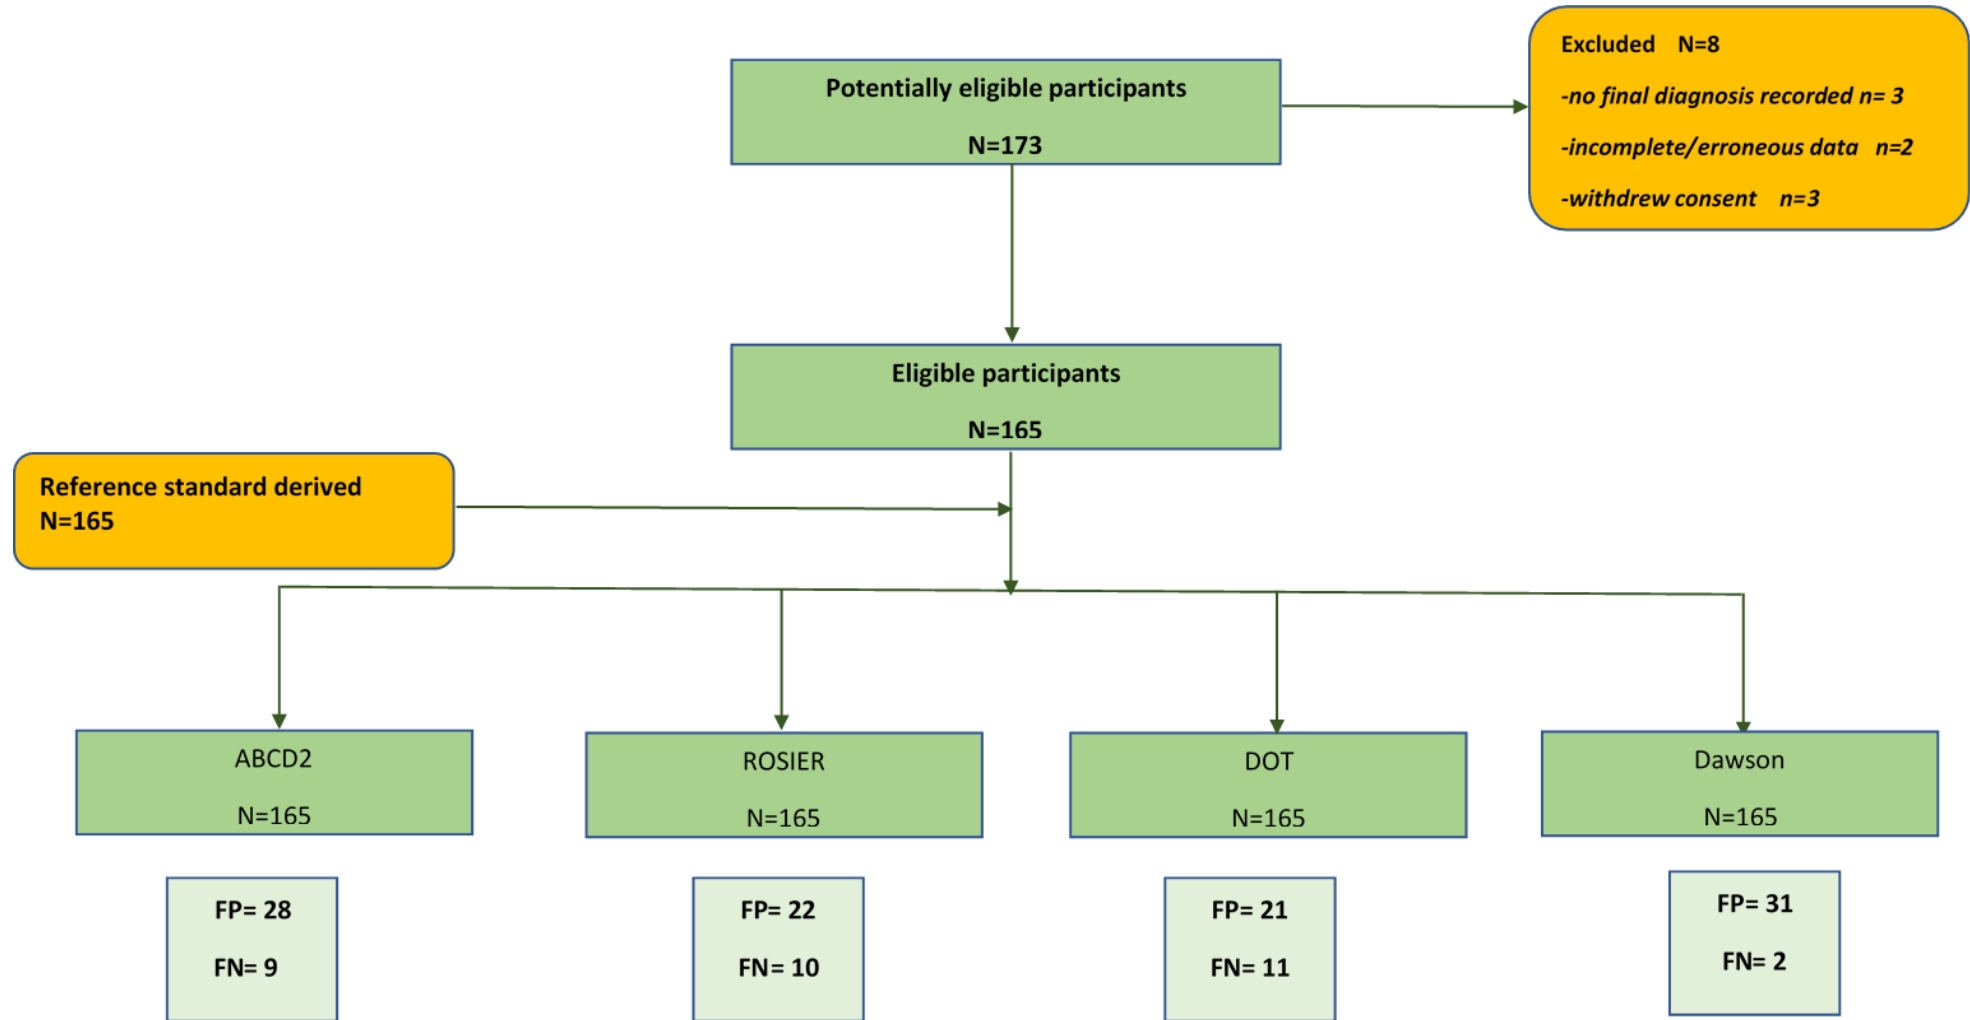 Potentially eligible participants
N=173
Excluded N=8
-no final diagnosis recorded n= 3
-incomplete/erroneous data n=2
-withdrew consent n=3
Eligible participants
N=165
Reference standard derived
N=165
ABCD2
N=165
ROSIER
N=165
DOT
N=165
Dawson
N=165
FP= 28
FN= 9
FP= 22
FN= 10
FP= 21
FN= 11
FP= 31
FN= 2